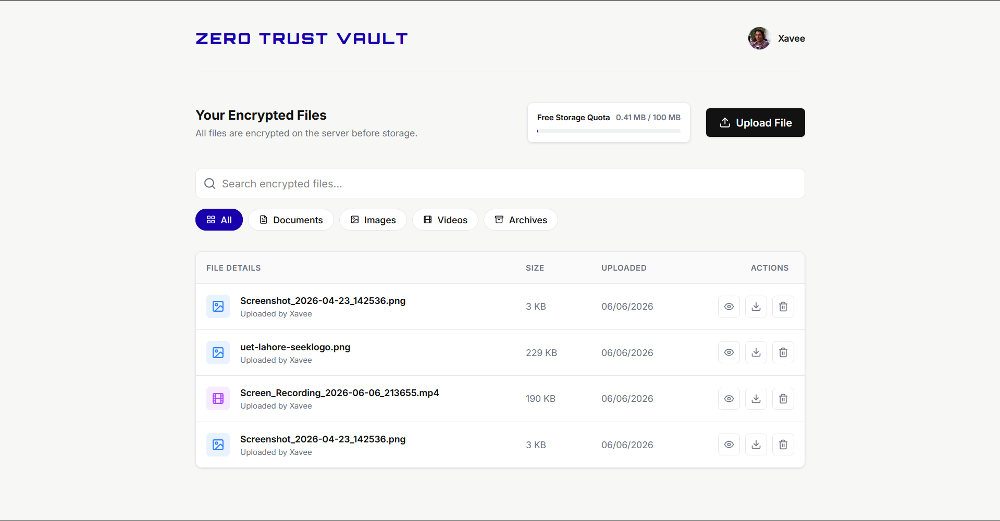 ZERO TRUST VAULT
Xavee
Your Encrypted Files
All files are encrypted on the server before storage.
Free Storage Quota 0.41 MB / 100 MB
Upload File
Search encrypted files...
All Documents Images Videos Archives
FILE DETAILS SIZE UPLOADED ACTIONS
Screenshot_2026-04-23_142536.png
Uploaded by Xavee
3 KB 06/06/2026
uet-lahore-seeklogo.png
Uploaded by Xavee
229 KB 06/06/2026
Screen_Recording_2026-06-06_213655.mp4
Uploaded by Xavee
190 KB 06/06/2026
Screenshot_2026-04-23_142536.png
Uploaded by Xavee
3 KB 06/06/2026